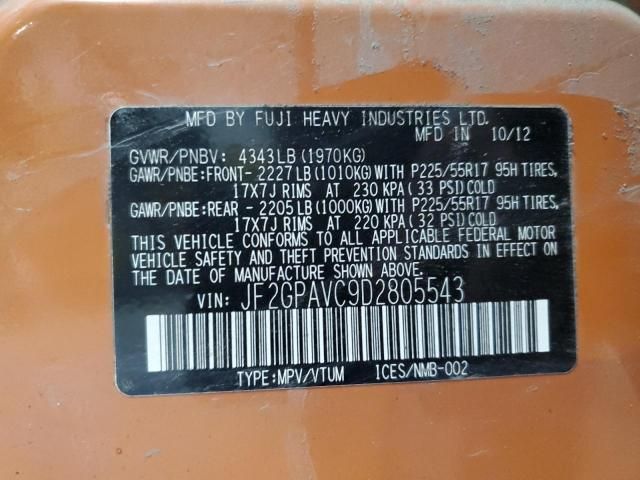 MFD BY FUJI HEAVY INDUSTRIES LTD.
MFD IN 10/12
GVWR/PNBV: 4343LB (1970KG)
GAWR/PNBE:FRONT- 2227LB (1010KG)WITH P225/55R17 95H TIRES,
17X7J RIMS AT 230 KPA (33 PSI)COLD
GAWR/PNBE:REAR - 2205LB (1000KG)WITH P225/55R17 95H TIRES,
17X7J RIMS AT 220 KPA (32 PSI)COLD
THIS VEHICLE CONFORMS TO ALL APPLICABLE FEDERAL MOTOR
VEHICLE SAFETY AND THEFT PREVENTION STANDARDS IN EFFECT ON
THE DATE OF MANUFACTURE SHOWN ABOVE.
VIN: JF2GPAVC9D2805543
TYPE:MPV/VTUM ICES/NMB-002